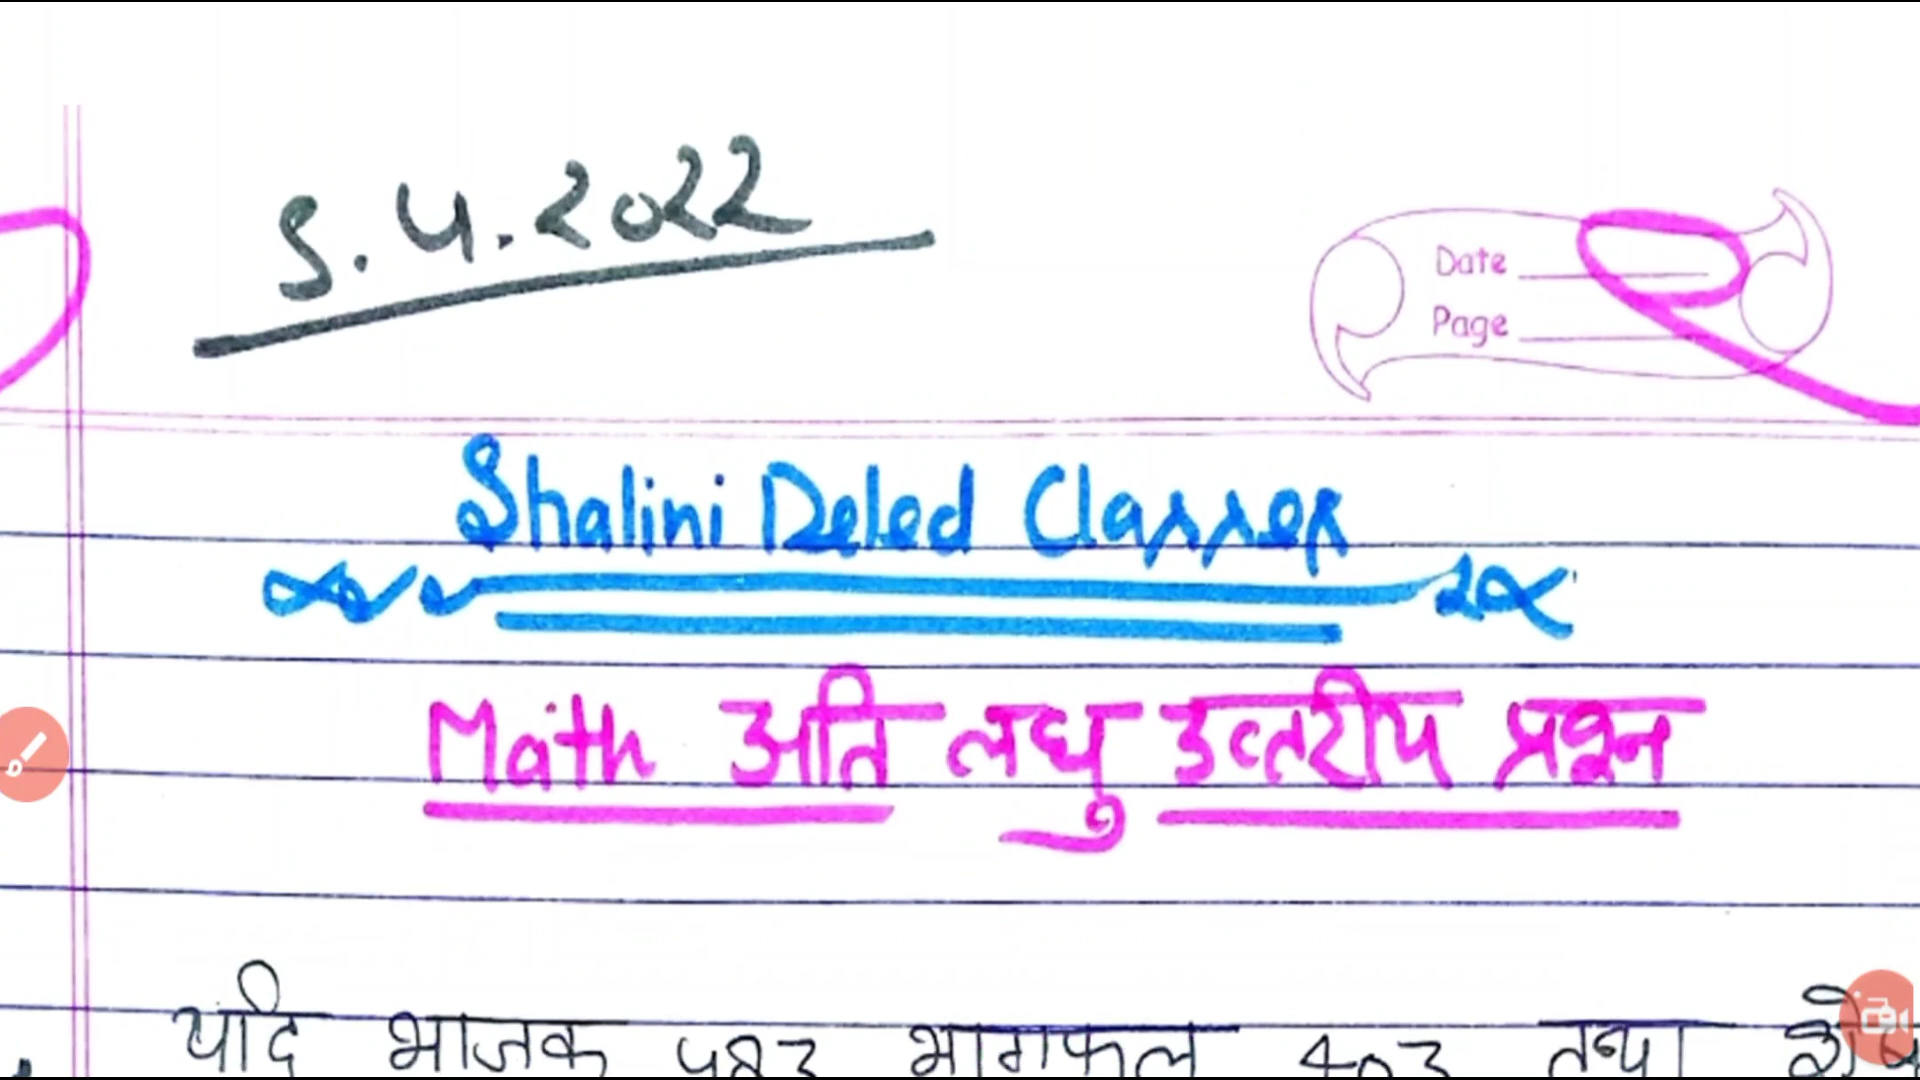 5.4.2022
Date
Page
Shalini Deled Classes
Math अति लघु उत्तरीय प्रश्न
यदि भाजक भागफल 403 तथा